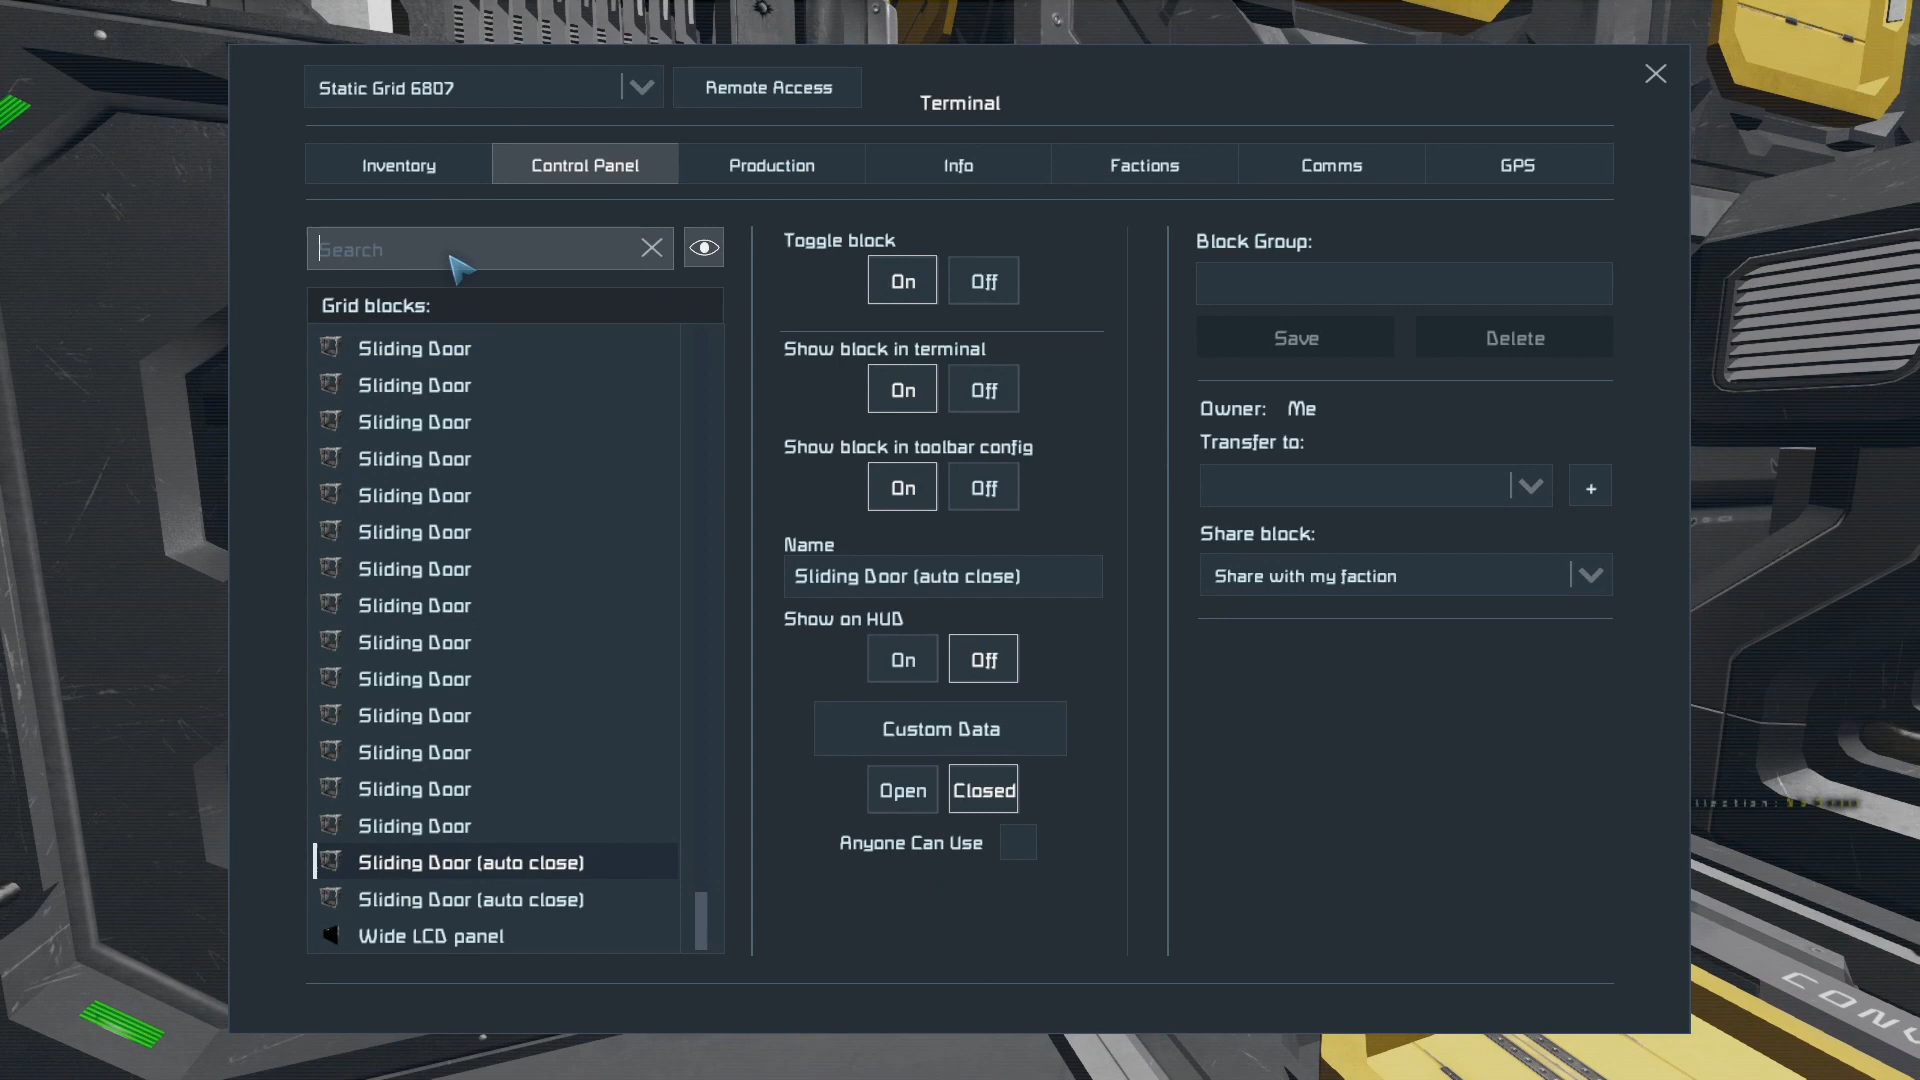 Static Grid 6807
Remote Access
Terminal
Inventory
Control Panel
Production
Info
Factions
Comms
GPS
Search
Grid blocks:
Sliding Door
Sliding Door
Sliding Door
Sliding Door
Sliding Door
Sliding Door
Sliding Door
Sliding Door
Sliding Door
Sliding Door
Sliding Door
Sliding Door
Sliding Door
Sliding Door
Sliding Door (auto close)
Sliding Door (auto close)
Wide LCD panel
Toggle block
On Off
Show block in terminal
On Off
Show block in toolbar config
On Off
Name
Sliding Door (auto close)
Show on HUD
On Off
Custom Data
Open Closed
Anyone Can Use
Block Group:
Save Delete
Owner: Me
Transfer to:
+
Share block:
Share with my faction